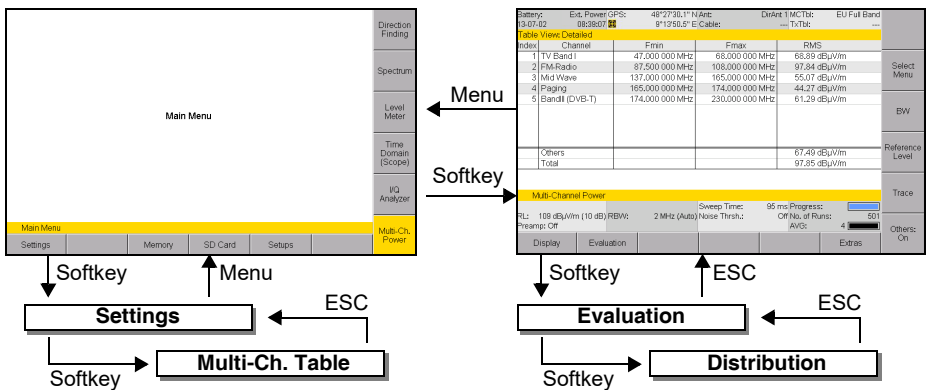 Direction
Finding
Spectrum
Level
Meter
Time
Domain
(Scope)
I/Q
Analyzer
Multi-Ch.
Power
Main Menu
Main Menu
Settings Memory SD Card Setups
Menu
Softkey
Battery: Ext. Power GPS: 48°27'30.1" N Ant: DirAnt 1 MCTbl: EU Full Band
13-07-02 08:39:07 9°13'50.5" E Cable: --- TxTbl: ---
Table View: Detailed
Index Channel Fmin Fmax RMS
1 TV Band I 47.000 000 MHz 68.000 000 MHz 68.89 dBµV/m
2 FM-Radio 87.500 000 MHz 108.000 000 MHz 97.84 dBµV/m
3 Mid Wave 137.000 000 MHz 165.000 000 MHz 55.07 dBµV/m
4 Paging 165.000 000 MHz 174.000 000 MHz 44.27 dBµV/m
5 BandIII (DVB-T) 174.000 000 MHz 230.000 000 MHz 61.29 dBµV/m
Others 67.49 dBµV/m
Total 97.85 dBµV/m
Multi-Channel Power
Sweep Time: 95 ms Progress:
RL: 109 dBµV/m (10 dB) RBW: 2 MHz (Auto) Noise Thrsh.: Off No. of Runs: 501
Preamp: Off AVG: 4
Display Evaluation Extras
Select
Menu
BW
Reference
Level
Trace
Others:
On
Softkey Menu
Settings
ESC
Multi-Ch. Table
Softkey
Softkey ESC
Evaluation
ESC
Distribution
Softkey